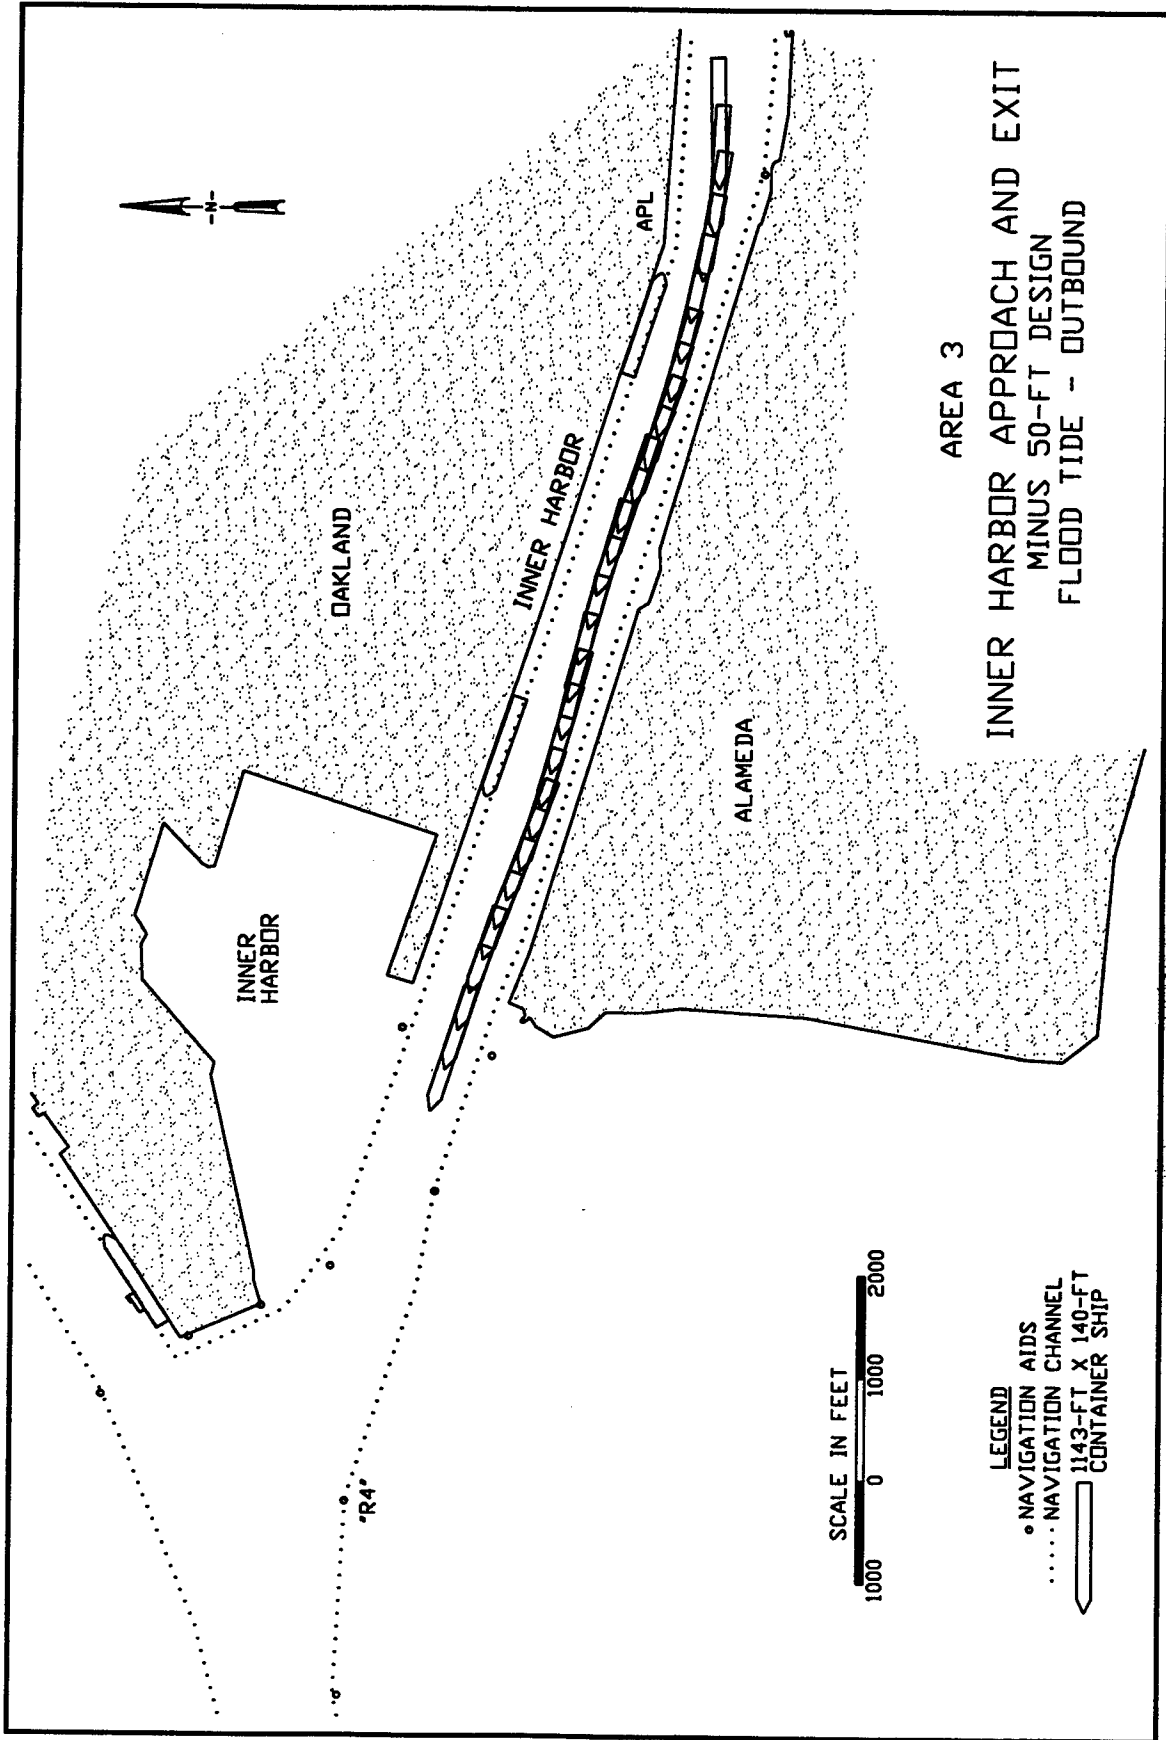 -N-
APL
OAKLAND
INNER HARBOR
INNER
HARBOR
ALAMEDA
"R4"
AREA 3
INNER HARBOR APPROACH AND EXIT
MINUS 50-FT DESIGN
FLOOD TIDE - OUTBOUND
SCALE IN FEET
1000 0 1000 2000
LEGEND
NAVIGATION AIDS
NAVIGATION CHANNEL
1143-FT X 140-FT
CONTAINER SHIP